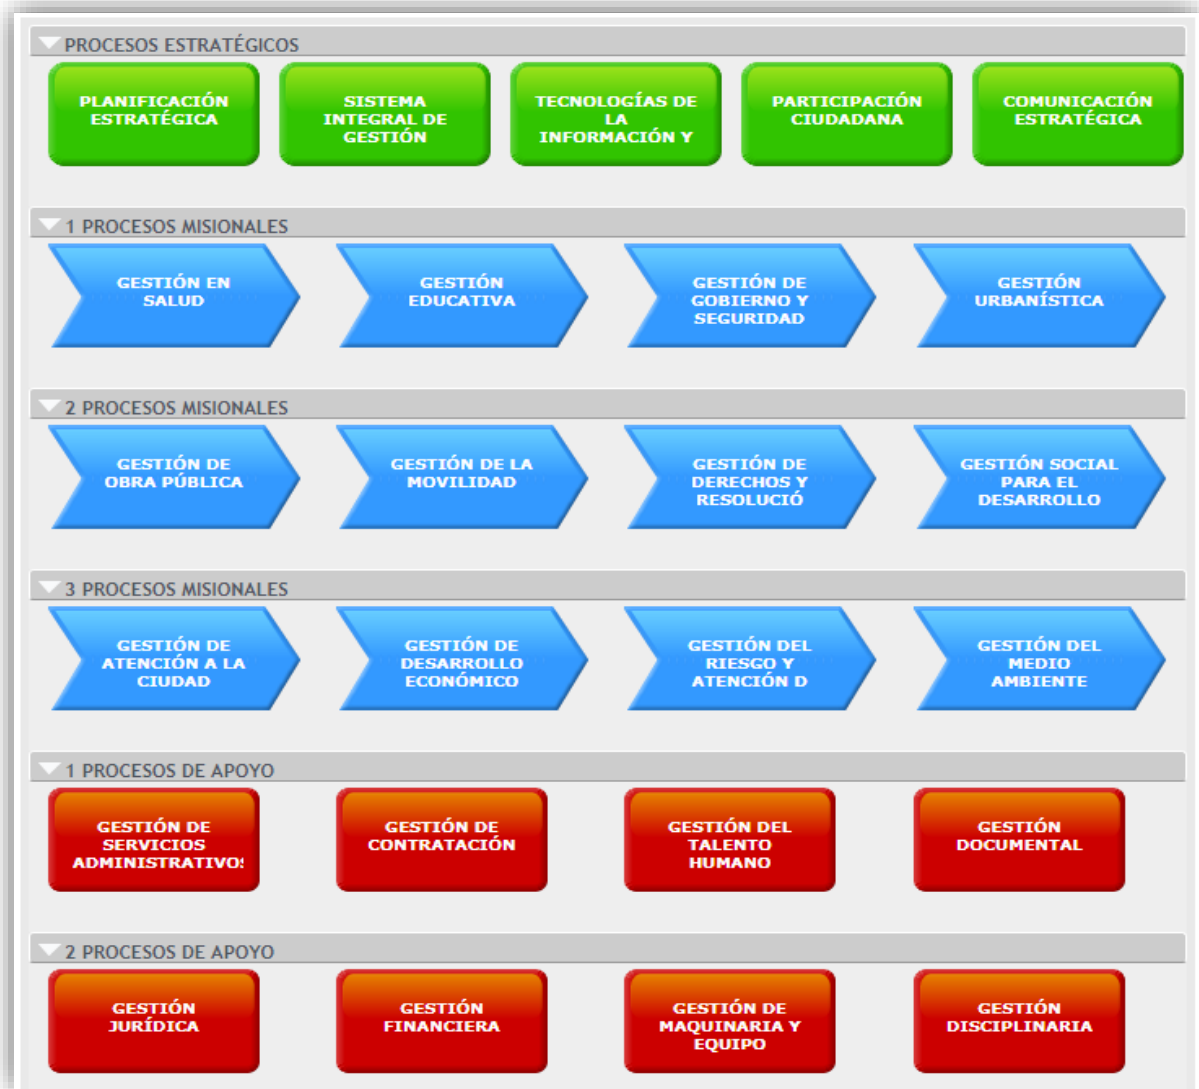 PROCESOS ESTRATÉGICOS
PLANIFICACIÓN
ESTRATÉGICA
SISTEMA
INTEGRAL DE
GESTIÓN
TECNOLOGÍAS DE
LA
INFORMACIÓN Y
PARTICIPACIÓN
CIUDADANA
COMUNICACIÓN
ESTRATÉGICA
1 PROCESOS MISIONALES
GESTIÓN EN
SALUD
GESTIÓN
EDUCATIVA
GESTIÓN DE
GOBIERNO Y
SEGURIDAD
GESTIÓN
URBANÍSTICA
2 PROCESOS MISIONALES
GESTIÓN DE
OBRA PÚBLICA
GESTIÓN DE LA
MOVILIDAD
GESTIÓN DE
DERECHOS Y
RESOLUCIÓ
GESTIÓN SOCIAL
PARA EL
DESARROLLO
3 PROCESOS MISIONALES
GESTIÓN DE
ATENCIÓN A LA
CIUDAD
GESTIÓN DE
DESARROLLO
ECONÓMICO
GESTIÓN DEL
RIESGO Y
ATENCIÓN D
GESTIÓN DEL
MEDIO
AMBIENTE
1 PROCESOS DE APOYO
GESTIÓN DE
SERVICIOS
ADMINISTRATIVOS
GESTIÓN DE
CONTRATACIÓN
GESTIÓN DEL
TALENTO
HUMANO
GESTIÓN
DOCUMENTAL
2 PROCESOS DE APOYO
GESTIÓN
JURÍDICA
GESTIÓN
FINANCIERA
GESTIÓN DE
MAQUINARIA Y
EQUIPO
GESTIÓN
DISCIPLINARIA